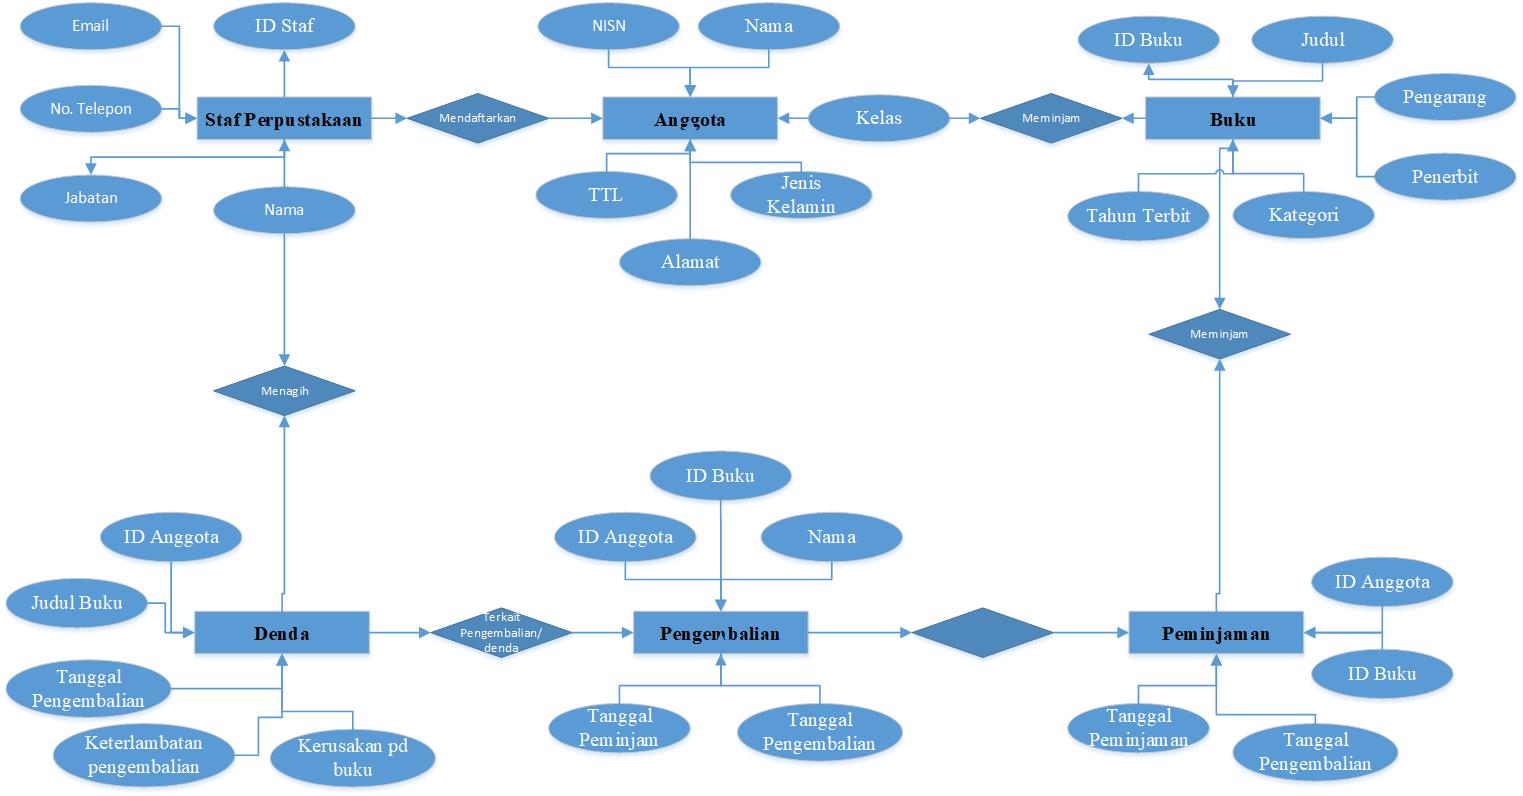 Email
ID Staf
NISN
Nama
ID Buku
Judul
No. Telepon
Staf Perpustakaan
Mendaftarkan
Anggota
Kelas
Meminjam
Buku
Pengarang
Penerbit
Jabatan
Nama
TTL
Jenis
Kelamin
Alamat
Tahun Terbit
Kategori
Menagih
Meminjam
ID Buku
ID Anggota
ID Anggota
Nama
Judul Buku
Denda
Terkait
Pengembalian/
denda
Pengembalian
Peminjaman
ID Anggota
ID Buku
Tanggal
Pengembalian
Keterlambatan
pengembalian
Kerusakan pd
buku
Tanggal
Peminjam
Tanggal
Pengembalian
Tanggal
Peminjaman
Tanggal
Pengembalian